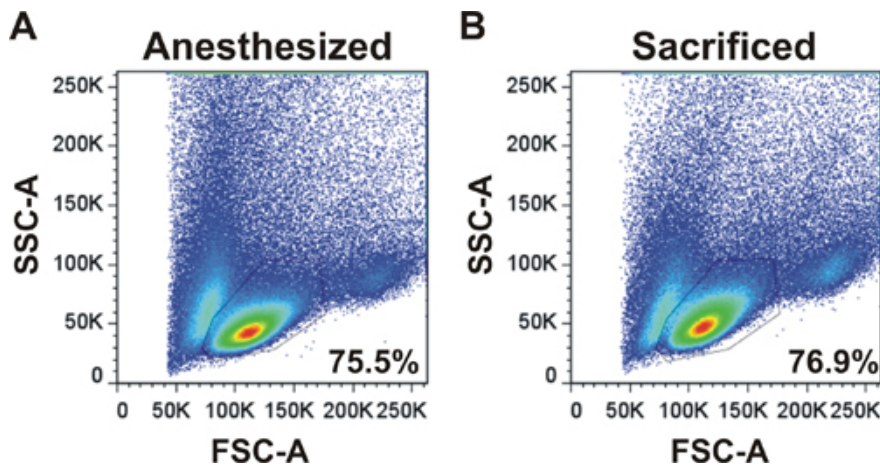 A
Anesthesized
250K
200K
150K
100K
50K
0
SSC-A
75.5%
0 50K 100K 150K 200K 250K
FSC-A
B
Sacrificed
250K
200K
150K
100K
50K
0
SSC-A
76.9%
0 50K 100K 150K 200K 250K
FSC-A